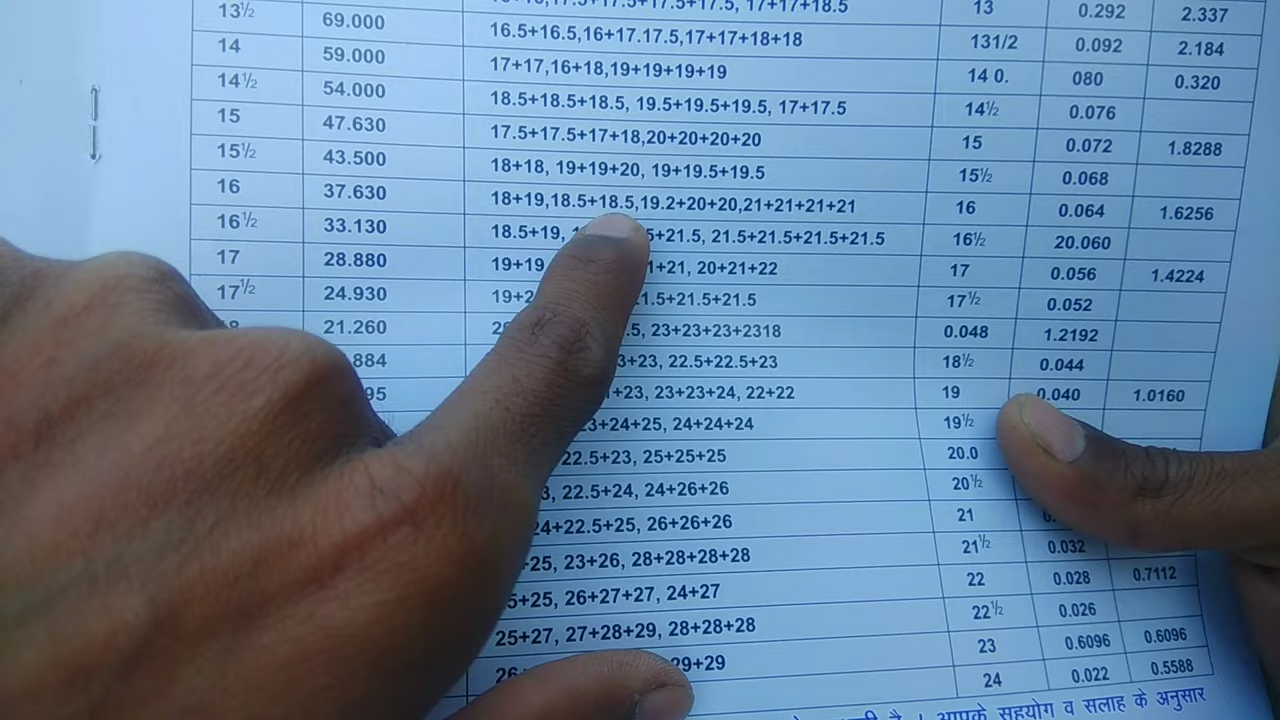 17+17+18.5 13 0.292 2.337
13½ 69.000 16.5+16.5,16+17.17.5,17+17+18+18 131/2 0.092 2.184
14 59.000 17+17,16+18,19+19+19+19 14 0. 080 0.320
14½ 54.000 18.5+18.5+18.5, 19.5+19.5+19.5, 17+17.5 14½ 0.076
15 47.630 17.5+17.5+17+18,20+20+20+20 15 0.072 1.8288
15½ 43.500 18+18, 19+19+20, 19+19.5+19.5 15½ 0.068
16 37.630 18+19,18.5+18.5,19.2+20+20,21+21+21+21 16 0.064 1.6256
16½ 33.130 18.5+19, 5+21.5, 21.5+21.5+21.5+21.5 16½ 20.060
17 28.880 19+19 1+21, 20+21+22 17 0.056 1.4224
17½ 24.930 19+2 1.5+21.5+21.5 17½ 0.052
21.260 .5, 23+23+23+2318 0.048 1.2192
.884 3+23, 22.5+22.5+23 18½ 0.044
95 +23, 23+23+24, 22+22 19 0.040 1.0160
3+24+25, 24+24+24 19½
22.5+23, 25+25+25 20.0
3, 22.5+24, 24+26+26 20½
24+22.5+25, 26+26+26 21 0.
+25, 23+26, 28+28+28+28 21½ 0.032
5+25, 26+27+27, 24+27 22 0.028 0.7112
25+27, 27+28+29, 28+28+28 22½ 0.026
26 29+29 23 0.6096 0.6096
24 0.022 0.5588
है । आपके सहयोग व सलाह के अनुसार